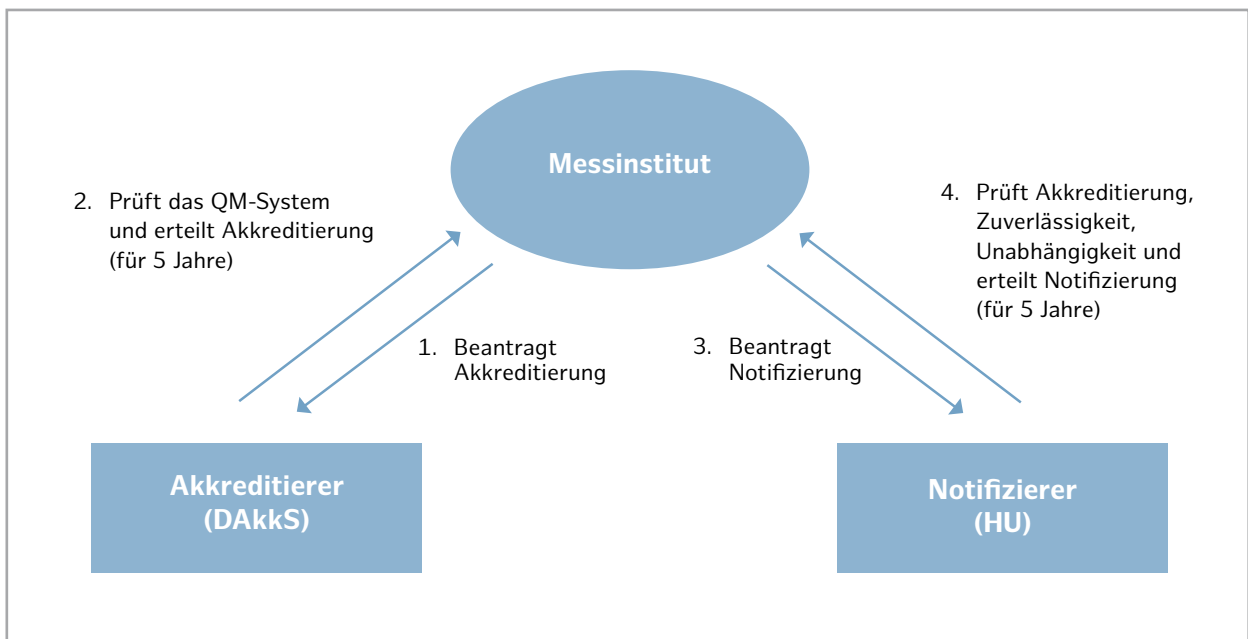 Messinstitut
2. Prüft das QM-System
und erteilt Akkreditierung
(für 5 Jahre)
4. Prüft Akkreditierung,
Zuverlässigkeit,
Unabhängigkeit und
erteilt Notifizierung
(für 5 Jahre)
1. Beantragt
Akkreditierung
3. Beantragt
Notifizierung
Akkreditierer
(DAkkS)
Notifizierer
(HU)